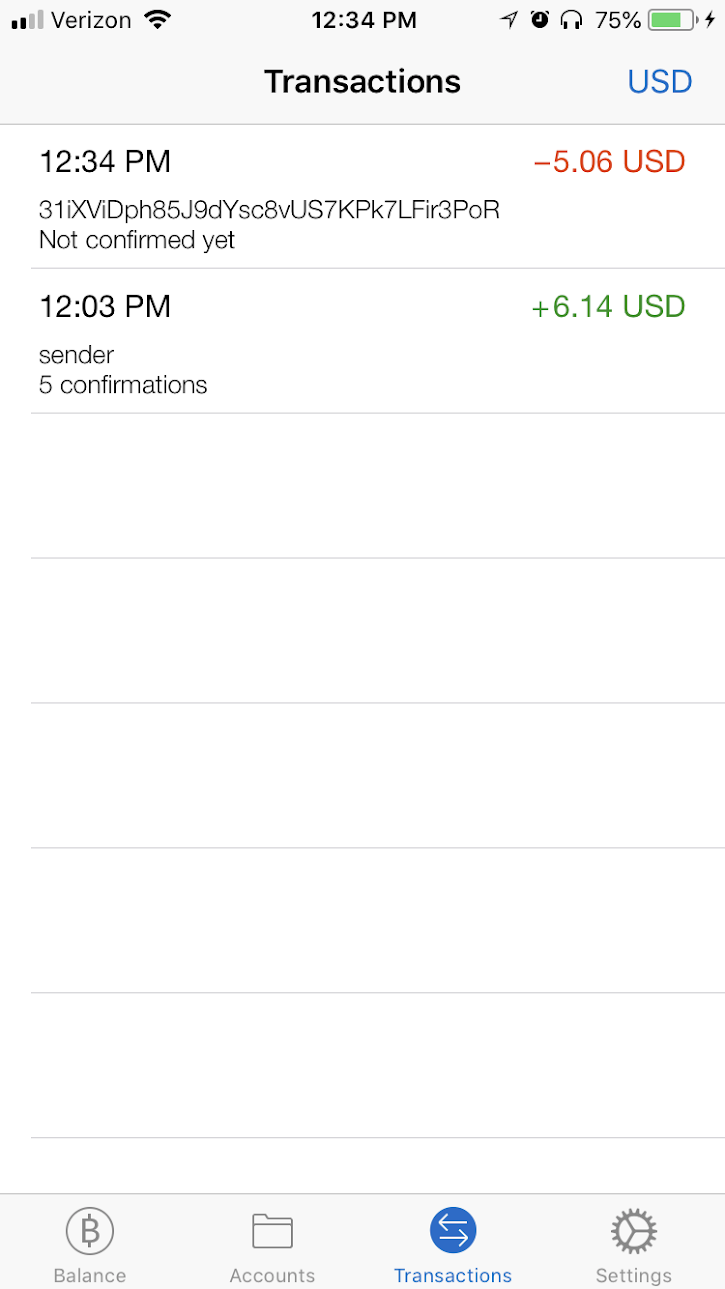 Verizon 12:34 PM 75%
Transactions USD
12:34 PM −5.06 USD
31iXViDph85J9dYsc8vUS7KPk7LFir3PoR
Not confirmed yet
12:03 PM +6.14 USD
sender
5 confirmations
Balance Accounts Transactions Settings